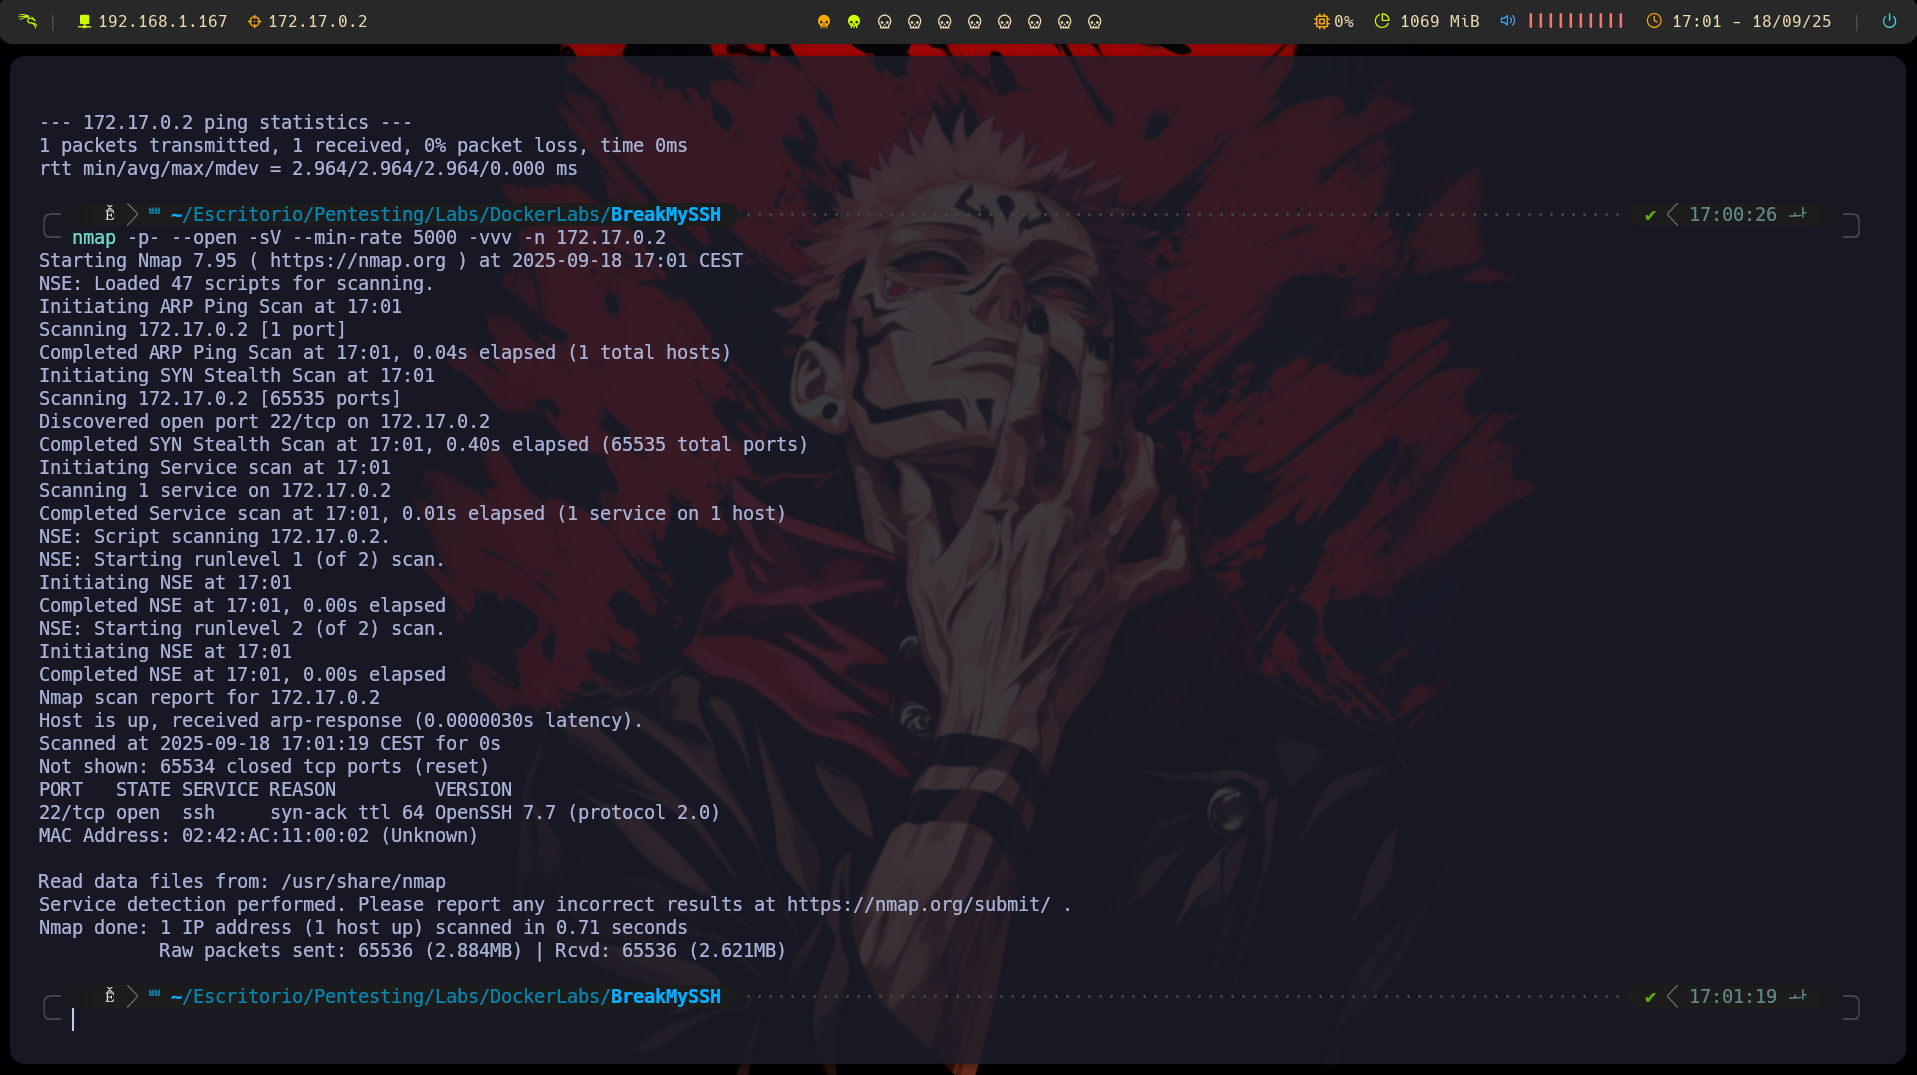 192.168.1.167 172.17.0.2 0% 1069 MiB 17:01 - 18/09/25
--- 172.17.0.2 ping statistics ---
1 packets transmitted, 1 received, 0% packet loss, time 0ms
rtt min/avg/max/mdev = 2.964/2.964/2.964/0.000 ms
~/Escritorio/Pentesting/Labs/DockerLabs/BreakMySSH ✔ 17:00:26
nmap -p- --open -sV --min-rate 5000 -vvv -n 172.17.0.2
Starting Nmap 7.95 ( https://nmap.org ) at 2025-09-18 17:01 CEST
NSE: Loaded 47 scripts for scanning.
Initiating ARP Ping Scan at 17:01
Scanning 172.17.0.2 [1 port]
Completed ARP Ping Scan at 17:01, 0.04s elapsed (1 total hosts)
Initiating SYN Stealth Scan at 17:01
Scanning 172.17.0.2 [65535 ports]
Discovered open port 22/tcp on 172.17.0.2
Completed SYN Stealth Scan at 17:01, 0.40s elapsed (65535 total ports)
Initiating Service scan at 17:01
Scanning 1 service on 172.17.0.2
Completed Service scan at 17:01, 0.01s elapsed (1 service on 1 host)
NSE: Script scanning 172.17.0.2.
NSE: Starting runlevel 1 (of 2) scan.
Initiating NSE at 17:01
Completed NSE at 17:01, 0.00s elapsed
NSE: Starting runlevel 2 (of 2) scan.
Initiating NSE at 17:01
Completed NSE at 17:01, 0.00s elapsed
Nmap scan report for 172.17.0.2
Host is up, received arp-response (0.0000030s latency).
Scanned at 2025-09-18 17:01:19 CEST for 0s
Not shown: 65534 closed tcp ports (reset)
PORT   STATE SERVICE REASON         VERSION
22/tcp open  ssh     syn-ack ttl 64 OpenSSH 7.7 (protocol 2.0)
MAC Address: 02:42:AC:11:00:02 (Unknown)
Read data files from: /usr/share/nmap
Service detection performed. Please report any incorrect results at https://nmap.org/submit/ .
Nmap done: 1 IP address (1 host up) scanned in 0.71 seconds
Raw packets sent: 65536 (2.884MB) | Rcvd: 65536 (2.621MB)
~/Escritorio/Pentesting/Labs/DockerLabs/BreakMySSH ✔ 17:01:19